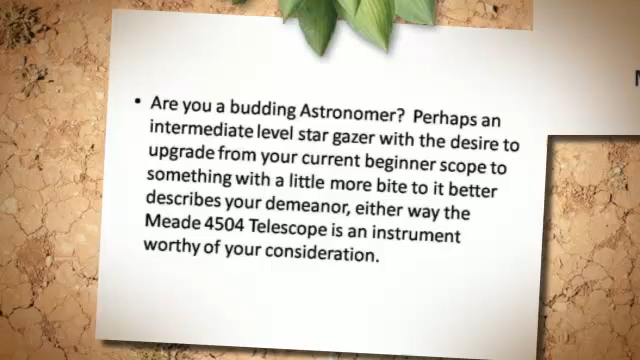 • Are you a budding Astronomer? Perhaps an
intermediate level star gazer with the desire to
upgrade from your current beginner scope to
something with a little more bite to it better
describes your demeanor, either way the
Meade 4504 Telescope is an instrument
worthy of your consideration.